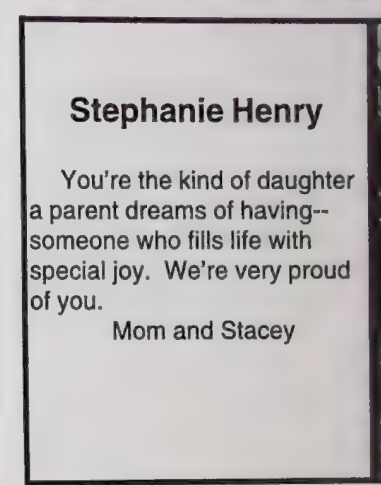 Stephanie Henry
You're the kind of daughter
a parent dreams of having--
someone who fills life with
special joy.  We're very proud
of you.
Mom and Stacey